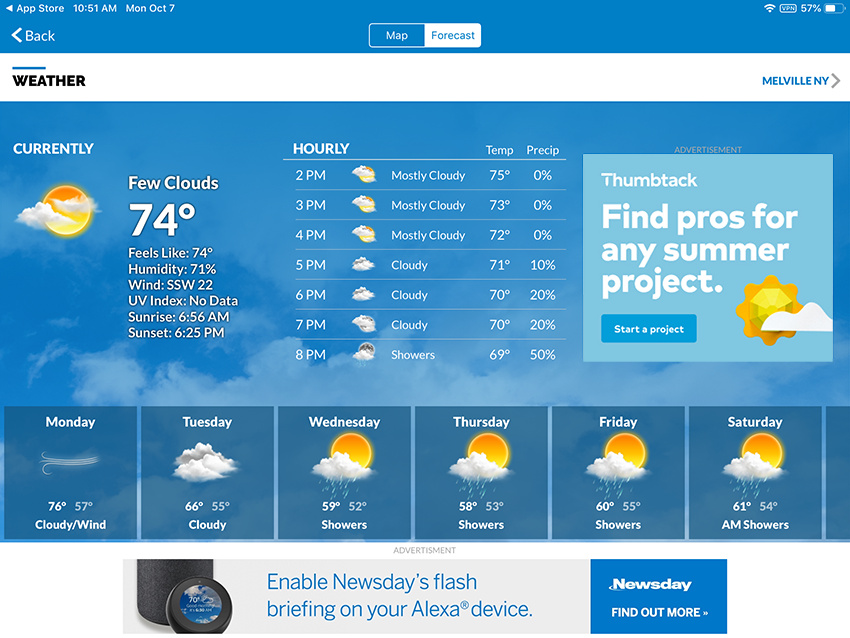 App Store 10:51 AM Mon Oct 7
VPN 57%
Back
Map Forecast
WEATHER
MELVILLE NY
CURRENTLY
Few Clouds
74°
Feels Like: 74°
Humidity: 71%
Wind: SSW 22
UV Index: No Data
Sunrise: 6:56 AM
Sunset: 6:25 PM
HOURLY Temp Precip
2 PM Mostly Cloudy 75° 0%
3 PM Mostly Cloudy 73° 0%
4 PM Mostly Cloudy 72° 0%
5 PM Cloudy 71° 10%
6 PM Cloudy 70° 20%
7 PM Cloudy 70° 20%
8 PM Showers 69° 50%
ADVERTISEMENT
Thumbtack
Find pros for
any summer
project.
Start a project
Monday
76° 57°
Cloudy/Wind
Tuesday
66° 55°
Cloudy
Wednesday
59° 52°
Showers
Thursday
58° 53°
Showers
Friday
60° 55°
Showers
Saturday
61° 54°
AM Showers
ADVERTISMENT
70°
Enable Newsday's flash
briefing on your Alexa® device.
Newsday
FIND OUT MORE »